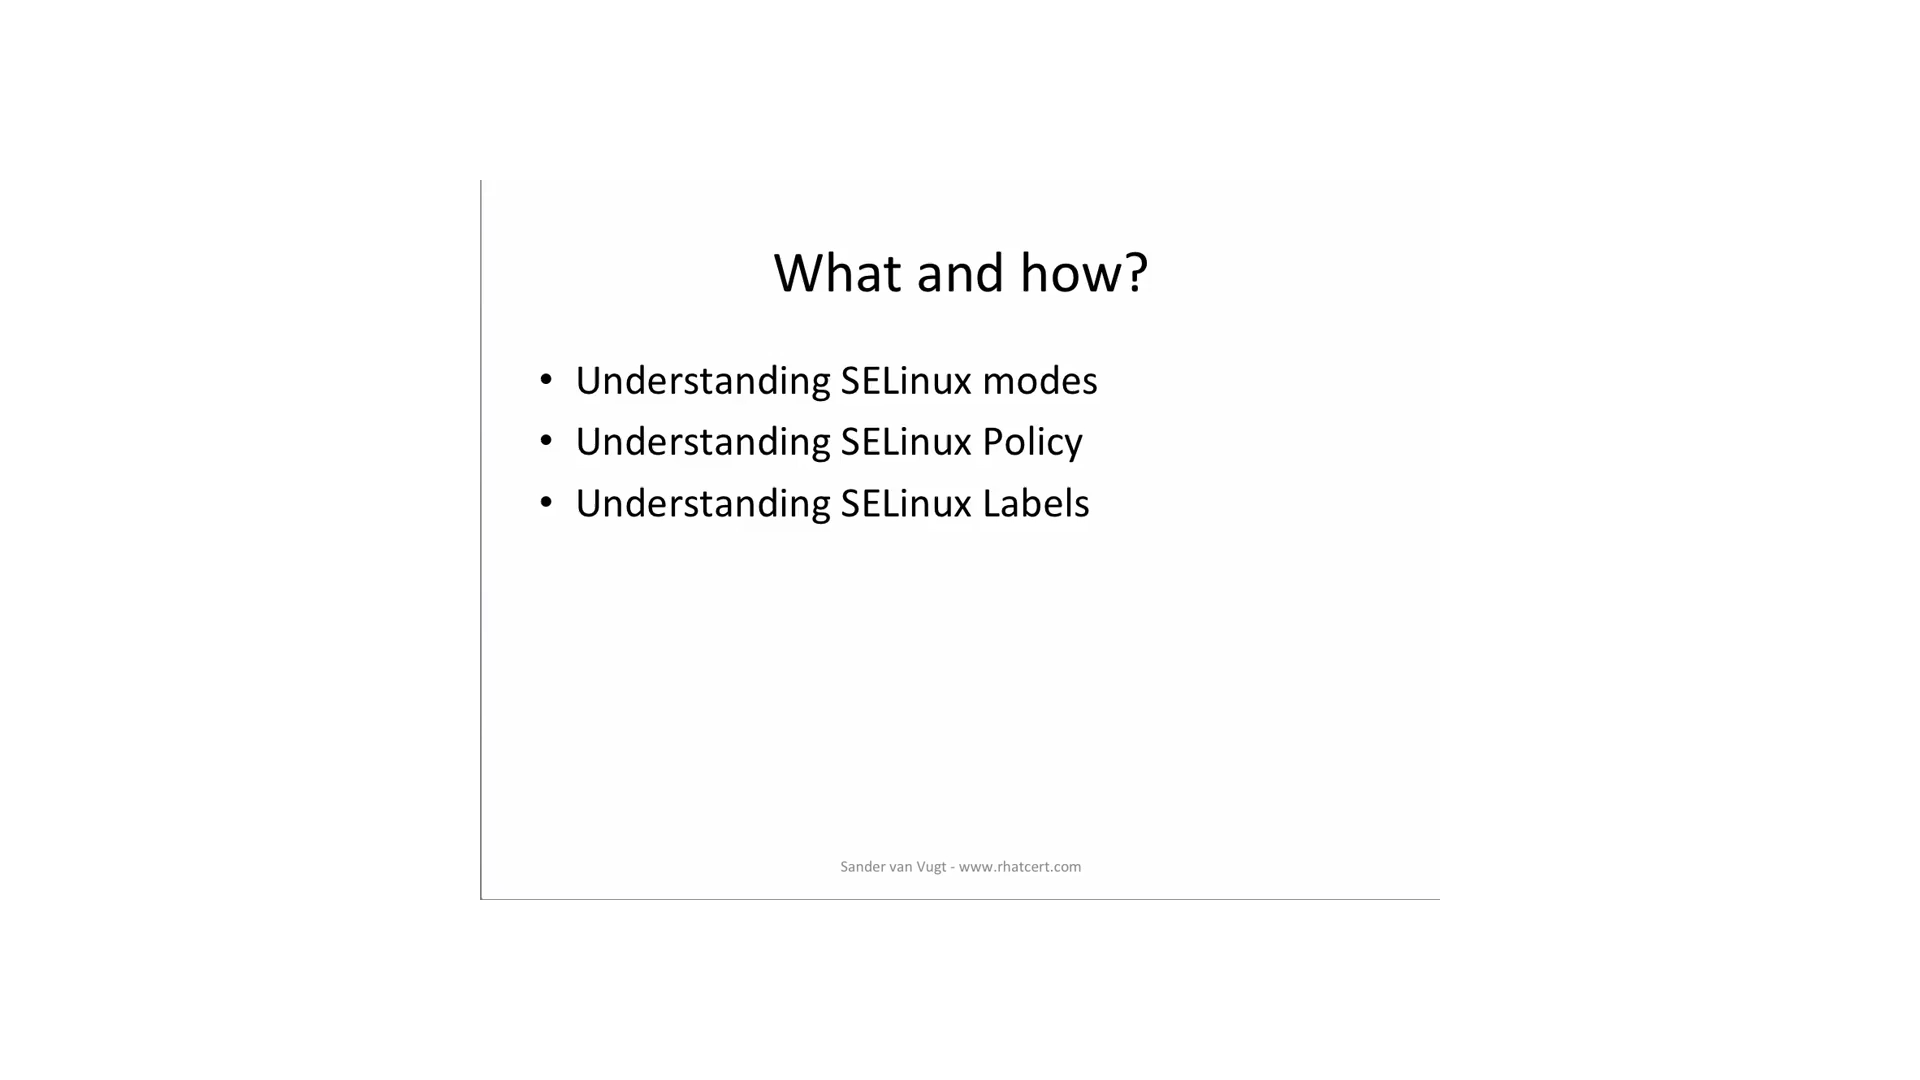 What and how?
• Understanding SELinux modes
• Understanding SELinux Policy
• Understanding SELinux Labels
Sander van Vugt - www.rhatcert.com